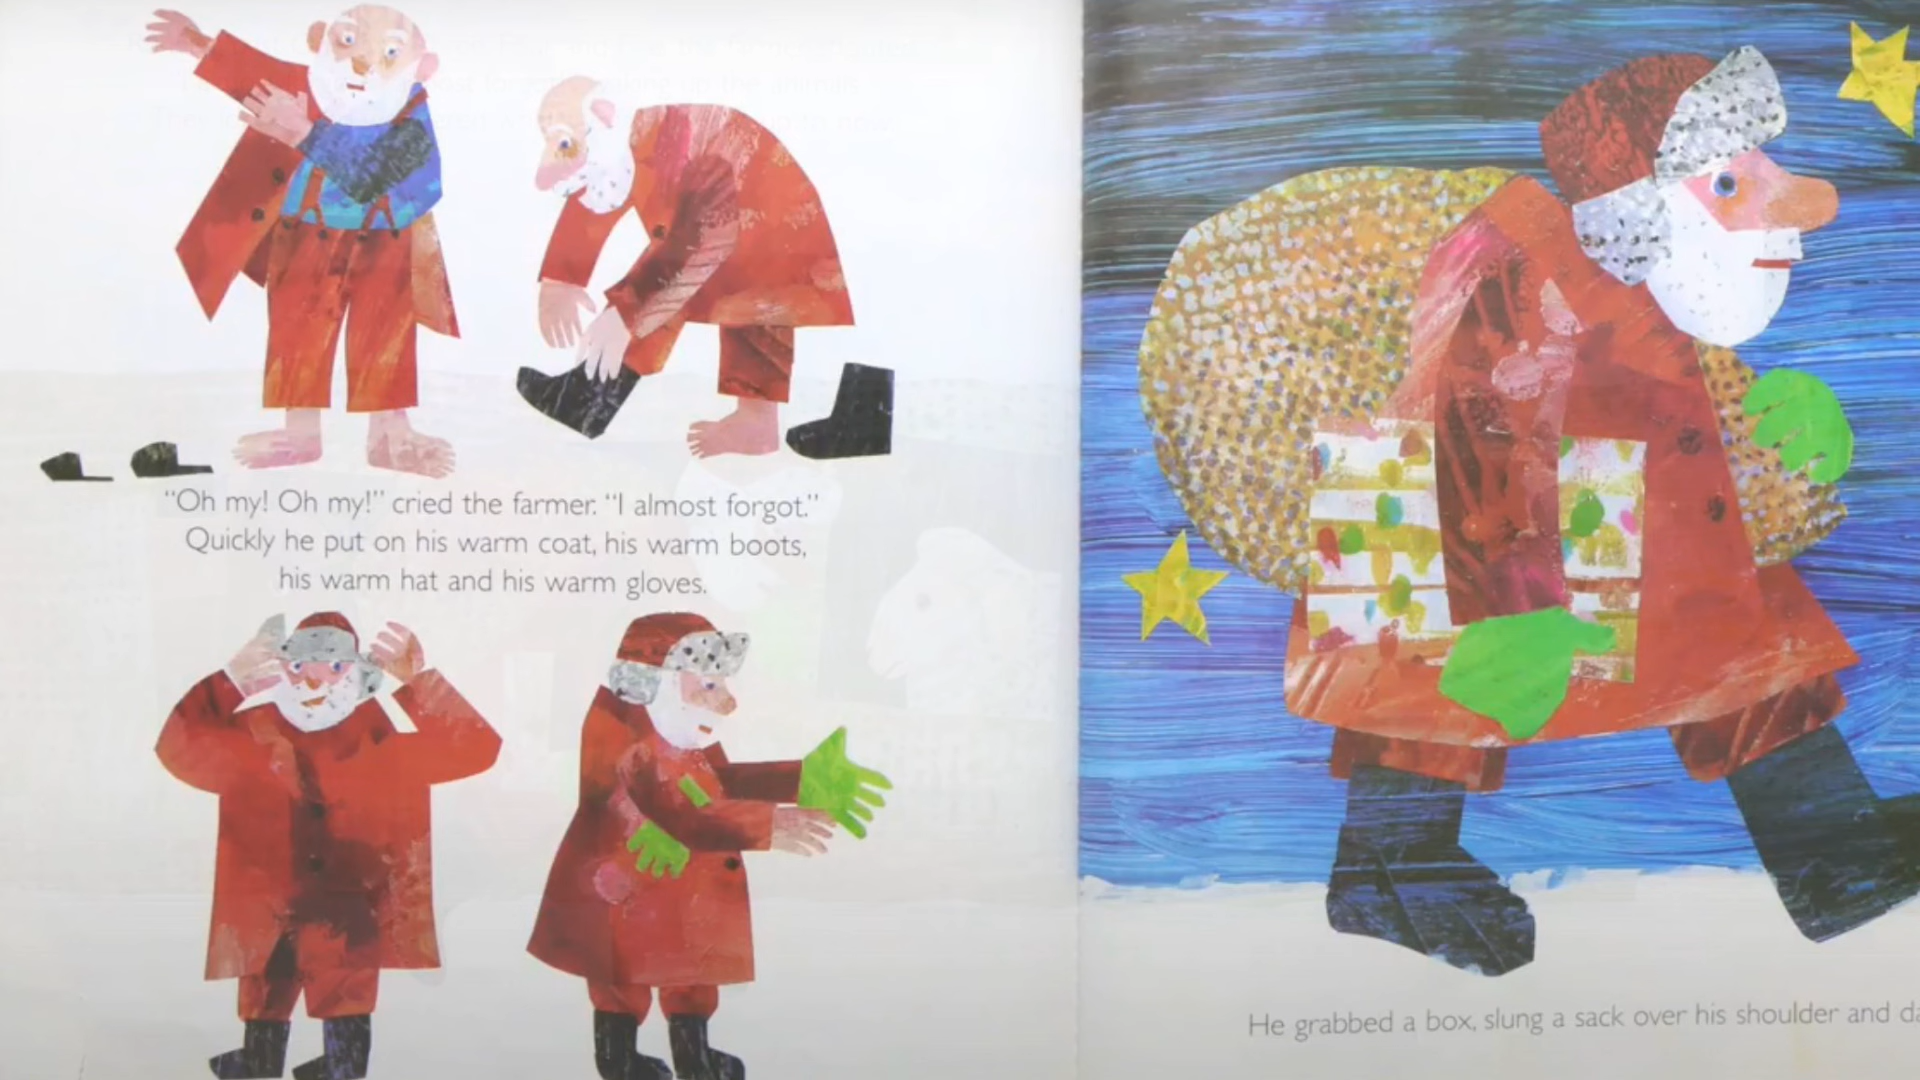 “Oh my! Oh my!” cried the farmer. “I almost forgot.”
Quickly he put on his warm coat, his warm boots,
his warm hat and his warm gloves.
He grabbed a box, slung a sack over his shoulder and